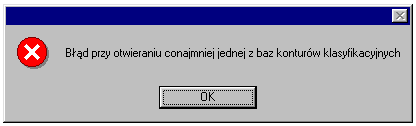 Błąd przy otwieraniu conajmniej jednej z baz konturów klasyfikacyjnych
OK